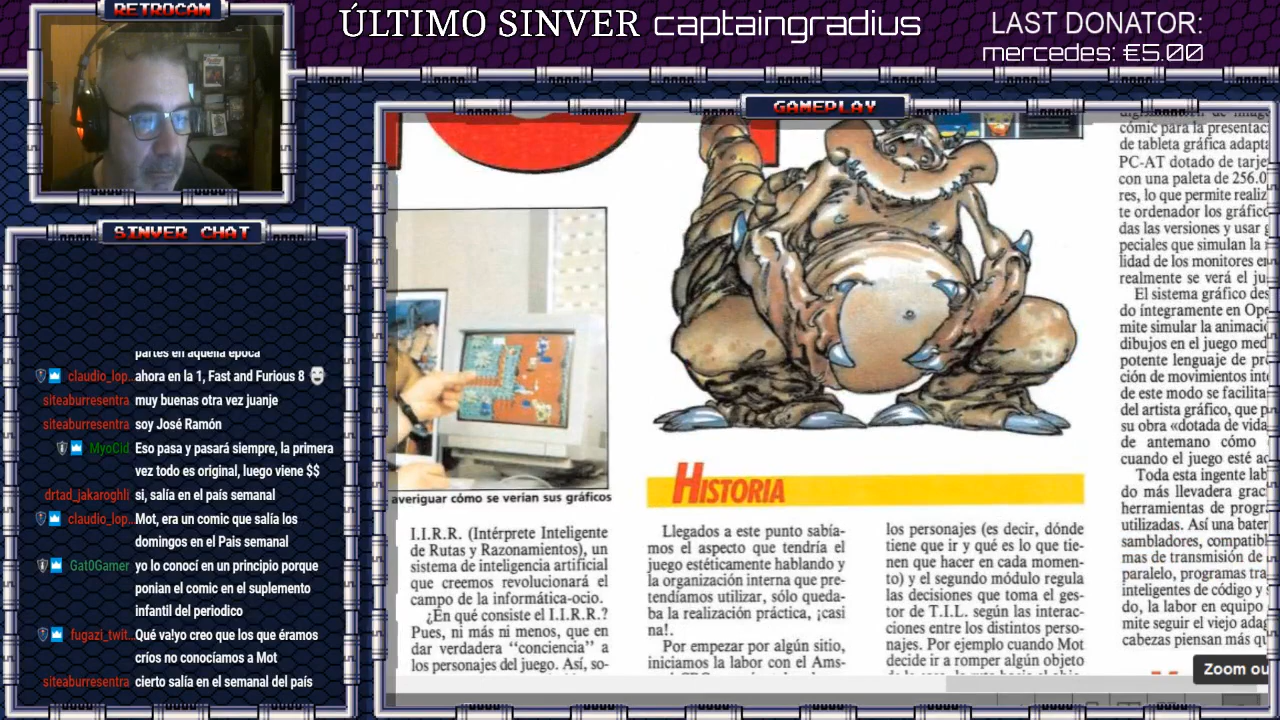 RETROCAM
ÚLTIMO SINVER captaingradius
LAST DONATOR:
mercedes: €5.00
GAMEPLAY
SINVER CHAT
partes en aquella epoca
claudio_lop.. ahora en la 1, Fast and Furious 8
siteaburresentra muy buenas otra vez juanje
siteaburresentra soy José Ramón
MyoCld Eso pasa y pasará siempre, la primera
vez todo es original, luego viene $$
drtad_jakaroghli si, salía en el país semanal
claudio_lop.. Mot, era un comic que salía los
domingos en el Pais semanal
Gat0Gamer yo lo conocí en un principio porque
ponian el comic en el suplemento
infantil del periodico
fugazi_twit.. Qué va!yo creo que los que éramos
críos no conocíamos a Mot
siteaburresentra cierto salía en el semanal del país
averiguar cómo se verían sus gráficos
I.I.R.R. (Intérprete Inteligente
de Rutas y Razonamientos), un
sistema de inteligencia artificial
que creemos revolucionará el
campo de la informática-ocio.
¿En qué consiste el I.I.R.R.?
Pues, ni más ni menos, que en
dar verdadera “conciencia” a
los personajes del juego. Así, so-
HISTORIA
Llegados a este punto sabía-
mos el aspecto que tendría el
juego estéticamente hablando y
la organización interna que pre-
tendíamos utilizar, sólo queda-
ba la realización práctica, ¡casi
na!.
Por empezar por algún sitio,
iniciamos la labor con el Ams-
los personajes (es decir, dónde
tiene que ir y qué es lo que tie-
nen que hacer en cada momen-
to) y el segundo módulo regula
las decisiones que toma el ges-
tor de T.I.L. según las interac-
ciones entre los distintos perso-
najes. Por ejemplo cuando Mot
decide ir a romper algún objeto
cómic para la presentaci
de tableta gráfica adapta
PC-AT dotado de tarje
con una paleta de 256.0
res, lo que permite realiz
te ordenador los gráfico
das las versiones y usar
peciales que simulan la
lidad de los monitores en
realmente se verá el ju
El sistema gráfico des
do íntegramente en Ope
mite simular la animació
dibujos en el juego med
potente lenguaje de pr
ción de movimientos inte
de este modo se facilita
del artista gráfico, que p
su obra «dotada de vida
de antemano cómo
cuando el juego esté ac
Toda esta ingente lab
do más llevadera grac
herramientas de progr
utilizadas. Así una bater
sambladores, compatibl
mas de transmisión de
paralelo, programas tra
inteligentes de código y
do, la labor en equipo
mite seguir el viejo adag
cabezas piensan más q
Zoom ou